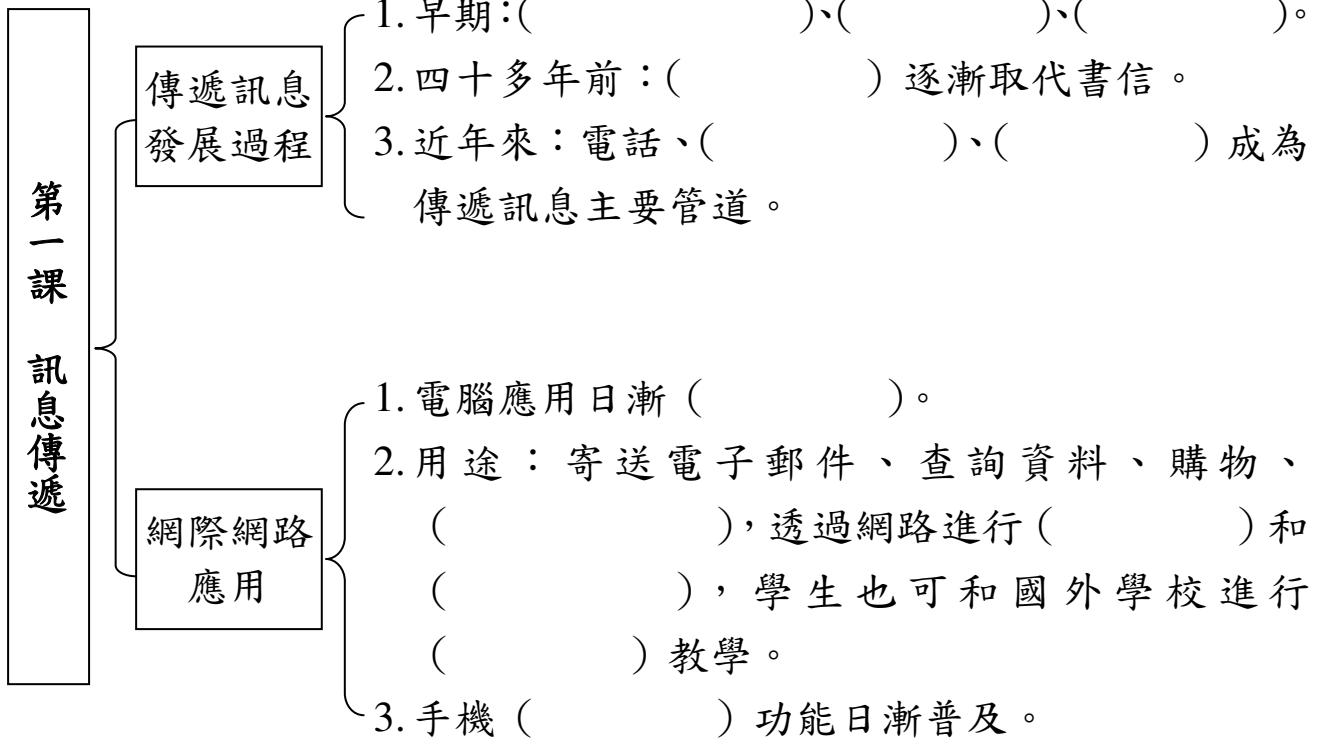 第一課 訊息傳遞
傳遞訊息
發展過程
1. 早期：(　　　　)、(　　　)、(　　　)。
2. 四十多年前：(　　　) 逐漸取代書信。
3. 近年來：電話、(　　　　)、(　　　) 成為
傳遞訊息主要管道。
網際網路
應用
1. 電腦應用日漸 (　　　)。
2. 用途：寄送電子郵件、查詢資料、購物、
(　　　　)，透過網路進行 (　　　) 和
(　　　　)，學生也可和國外學校進行
(　　　) 教學。
3. 手機 (　　　) 功能日漸普及。